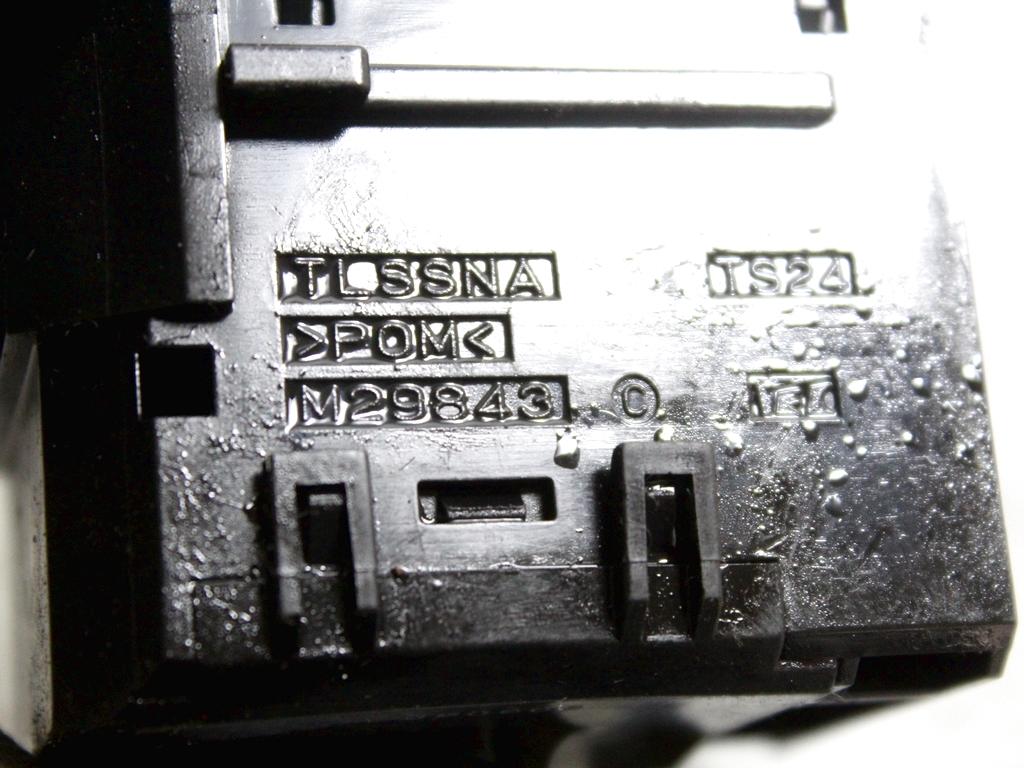 TLSSNA TS24
>POM<
M29843 ©